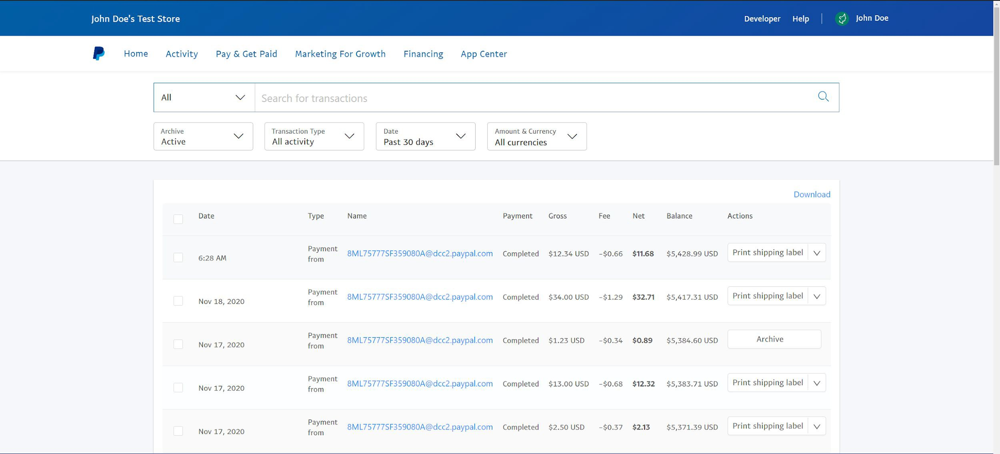 John Doe's Test Store Developer Help John Doe
Home Activity Pay & Get Paid Marketing For Growth Financing App Center
All Search for transactions
Archive Transaction Type Date Amount & Currency
Active All activity Past 30 days All currencies
Download
Date Type Name Payment Gross Fee Net Balance Actions
6:28 AM Payment from 8ML75777SF359080A@dcc2.paypal.com Completed $12.34 USD -$0.66 $11.68 $5,428.99 USD Print shipping label
Nov 18, 2020 Payment from 8ML75777SF359080A@dcc2.paypal.com Completed $34.00 USD -$1.29 $32.71 $5,417.31 USD Print shipping label
Nov 17, 2020 Payment from 8ML75777SF359080A@dcc2.paypal.com Completed $1.23 USD -$0.34 $0.89 $5,384.60 USD Archive
Nov 17, 2020 Payment from 8ML75777SF359080A@dcc2.paypal.com Completed $13.00 USD -$0.68 $12.32 $5,383.71 USD Print shipping label
Nov 17, 2020 Payment from 8ML75777SF359080A@dcc2.paypal.com Completed $2.50 USD -$0.37 $2.13 $5,371.39 USD Print shipping label